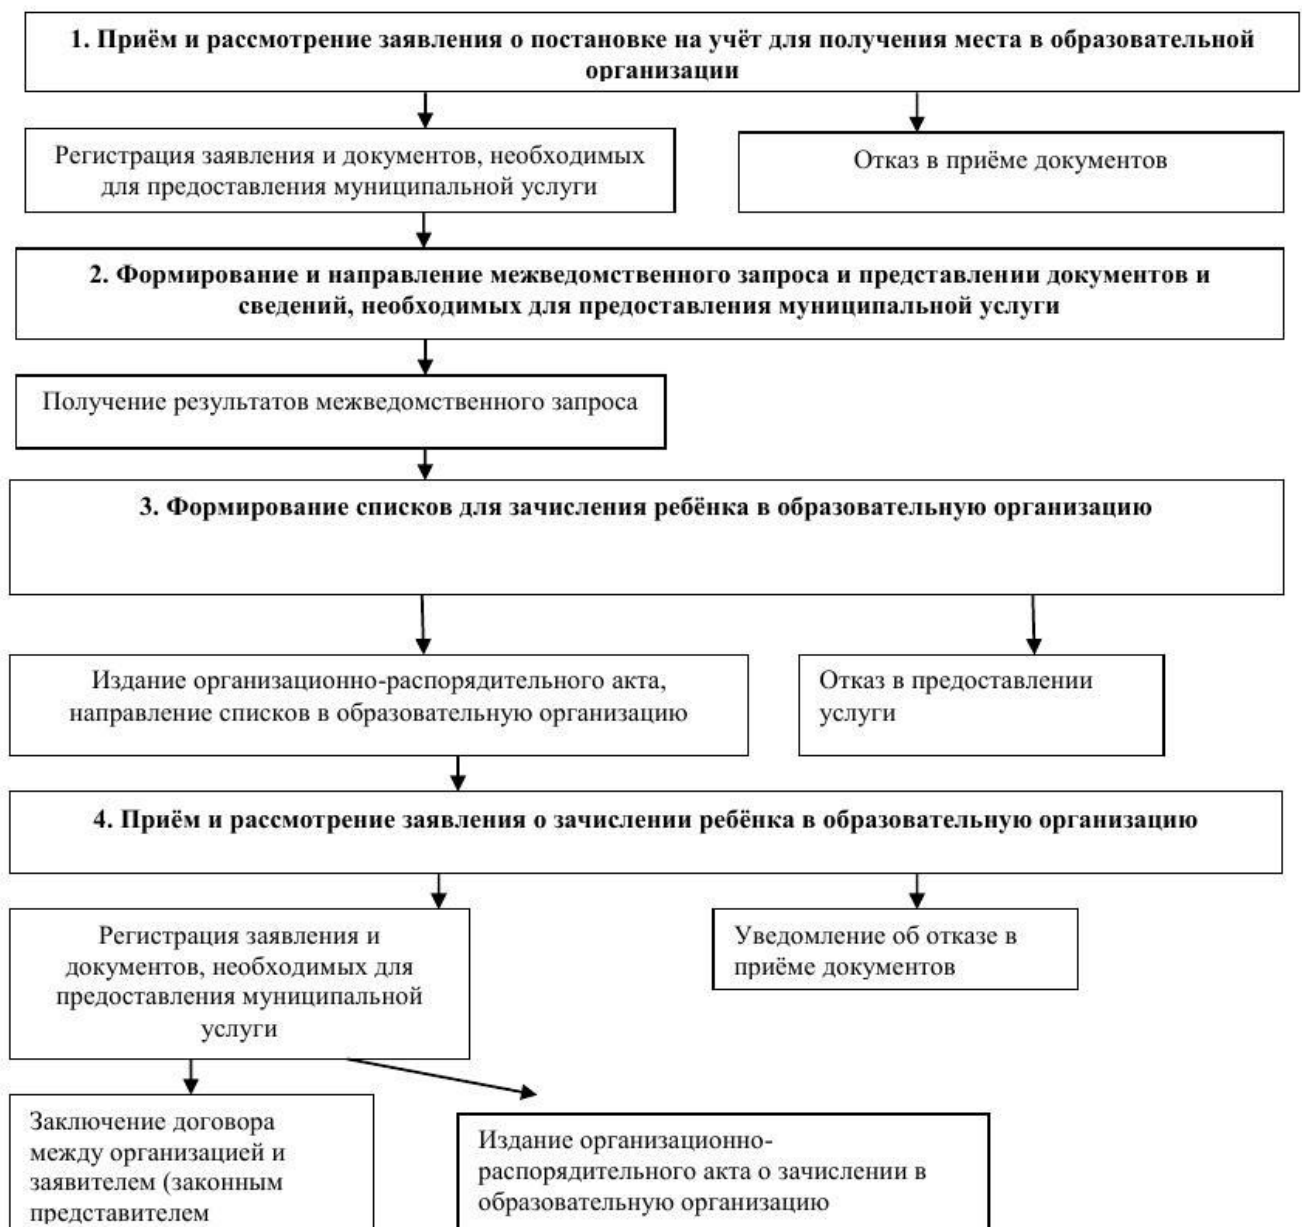 1. Приём и рассмотрение заявления о постановке на учёт для получения места в образовательной
организации
Регистрация заявления и документов, необходимых
для предоставления муниципальной услуги
Отказ в приёме документов
2. Формирование и направление межведомственного запроса и представлении документов и
сведений, необходимых для предоставления муниципальной услуги
Получение результатов межведомственного запроса
3. Формирование списков для зачисления ребёнка в образовательную организацию
Издание организационно-распорядительного акта,
направление списков в образовательную организацию
Отказ в предоставлении
услуги
4. Приём и рассмотрение заявления о зачислении ребёнка в образовательную организацию
Регистрация заявления и
документов, необходимых для
предоставления муниципальной
услуги
Уведомление об отказе в
приёме документов
Заключение договора
между организацией и
заявителем (законным
представителем
Издание организационно-
распорядительного акта о зачислении в
образовательную организацию